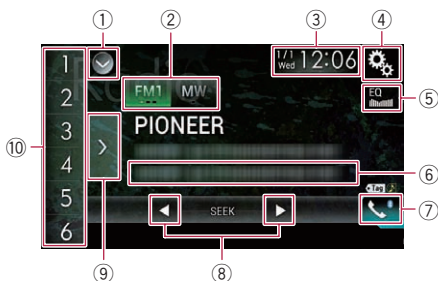 ① ② ③ ④
1 1/1 Wed 12:06
2 FM1 MW EQ ⑤
3 PIONEER
⑩ 4
⑥
5 Tag
6 SEEK ⑦
⑨ ⑧